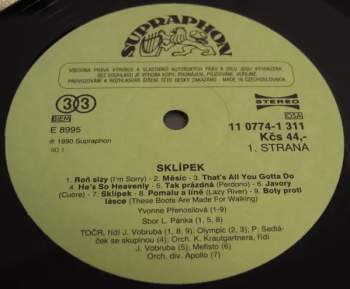 SUPRAPHON
VŠECHNA PRÁVA VÝROBCE A VLASTNÍKŮ AUTORSKÝCH PRÁV K DÍLU JSOU VYHRAZENA.
BEZ SOUHLASU JE VÝROBA KOPIÍ, PRONÁJEM, PŮJČOVÁNÍ, VEŘEJNÉ
PROVOZOVÁNÍ A ROZHLASOVÉ ŠÍŘENÍ TÉTO DESKY ZAKÁZÁNO. MADE IN CZECHOSLOVAKIA
33
BIEM
STEREO
OSA
E 8995
℗ 1990 Supraphon
11 0774-1 311
Kčs 44,-
1. STRANA
SKLÍPEK
1. Roň slzy (I'm Sorry) - 2. Měsíc - 3. That's All You Gotta Do
4. He's So Heavenly - 5. Tak prázdná (Perdono) - 6. Javory
(Cuore) - 7. Sklípek - 8. Pomalu a líně (Lazy River) - 9. Boty proti
lásce (These Boots Are Made For Walking)
Yvonne Přenosilová (1-9)
Sbor L. Pánka (1, 5, 8)
TOČR, řídí J. Vobruba (1, 8, 9); Olympic (2, 3); P. Sedlá-
ček se skupinou (4); Orch. K. Krautgartnera, řídí
J. Vobruba (5); Mefisto (6)
Orch. div. Apollo (7)